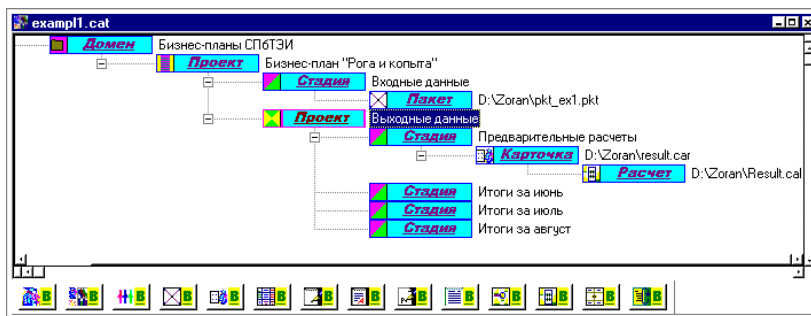 exampl1.cat
Домен Бизнес-планы СПбТЭИ
Проект Бизнес-план "Рога и копыта"
Стадия Входные данные
Пакет D:\Zoran\pkt_ex1.pkt
Проект Выходные данные
Стадия Предварительные расчеты
Карточка D:\Zoran\result.car
Расчет D:\Zoran\Result.cal
Стадия Итоги за июнь
Стадия Итоги за июль
Стадия Итоги за август
B B B B B B B B B B B B B B